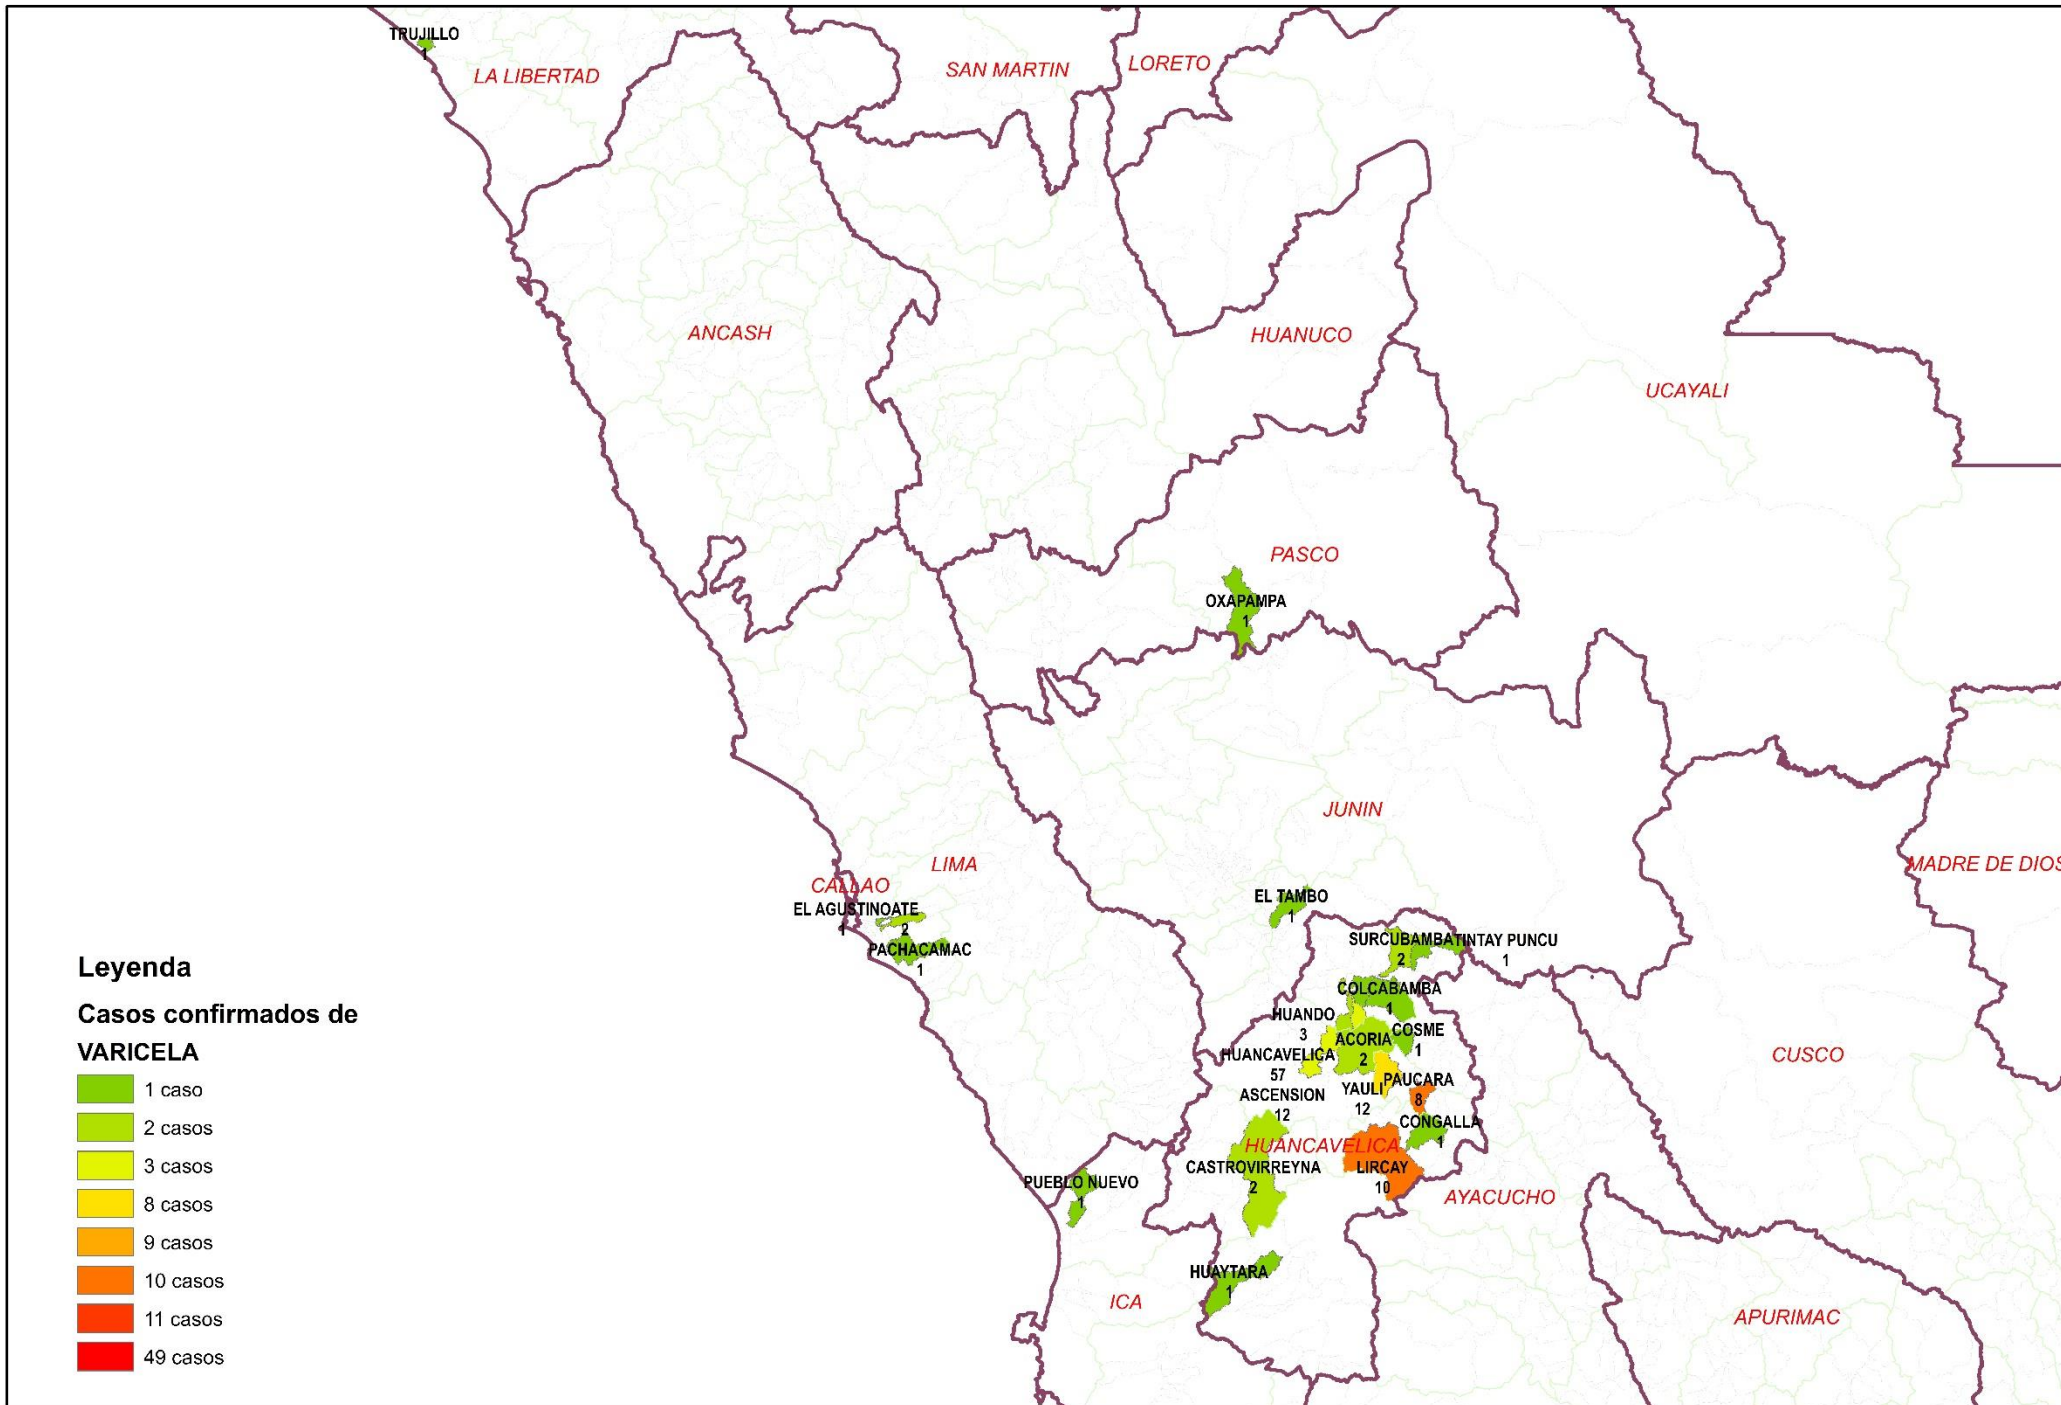 TRUJILLO
1
LA LIBERTAD
SAN MARTIN
LORETO
ANCASH
HUANUCO
UCAYALI
PASCO
OXAPAMPA
1
JUNIN
LIMA
MADRE DE DIOS
CALLAO
EL AGUSTINOATE
1
2
PACHACAMAC
1
EL TAMBO
1
SURCUBAMBATINTAY PUNCU
2
1
COLCABAMBA
1
HUANDO
3
COSME
1
ACORIA
2
HUANCAVELICA
57
CUSCO
YAULI
12
PAUCARA
8
ASCENSION
12
CONGALLA
1
HUANCAVELICA
CASTROVIRREYNA
2
LIRCAY
10
PUEBLO NUEVO
1
AYACUCHO
HUAYTARA
1
ICA
APURIMAC
Leyenda
Casos confirmados de
VARICELA
1 caso
2 casos
3 casos
8 casos
9 casos
10 casos
11 casos
49 casos